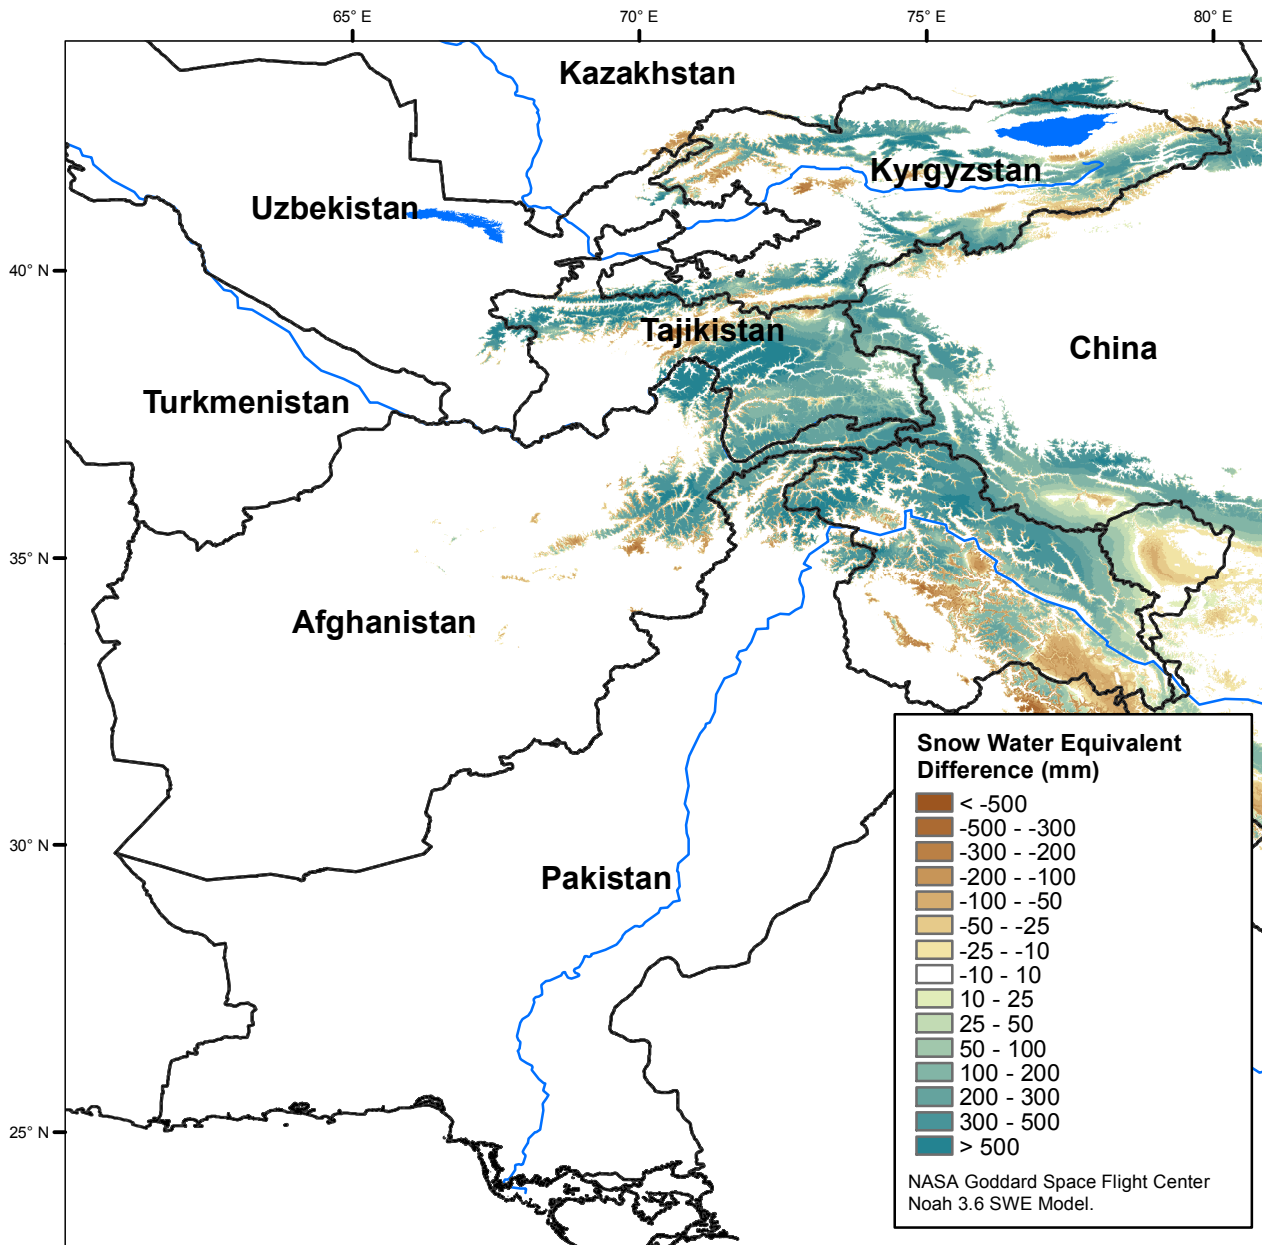 65° E
70° E
75° E
80° E
Kazakhstan
Kyrgyzstan
Uzbekistan
40° N
Tajikistan
China
Turkmenistan
35° N
Afghanistan
30° N
Pakistan
25° N
Snow Water Equivalent
Difference (mm)
< -500
-500 - -300
-300 - -200
-200 - -100
-100 - -50
-50 - -25
-25 - -10
-10 - 10
10 - 25
25 - 50
50 - 100
100 - 200
200 - 300
300 - 500
> 500
NASA Goddard Space Flight Center
Noah 3.6 SWE Model.